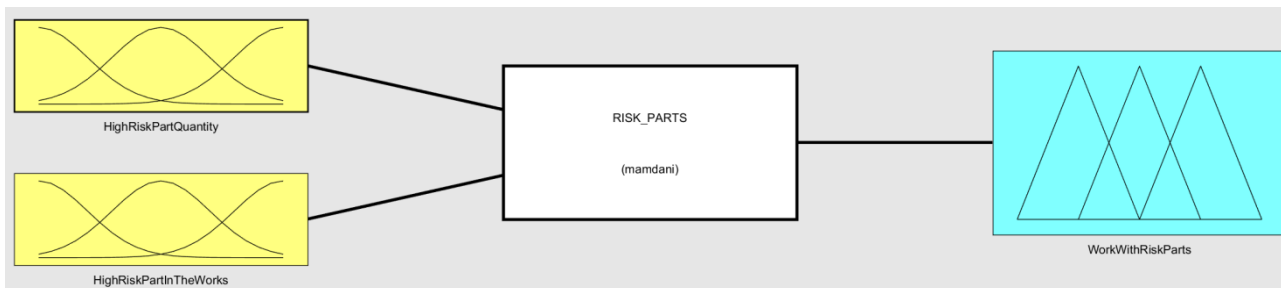 HighRiskPartQuantity
RISK_PARTS
(mamdani)
HighRiskPartInTheWorks
WorkWithRiskParts